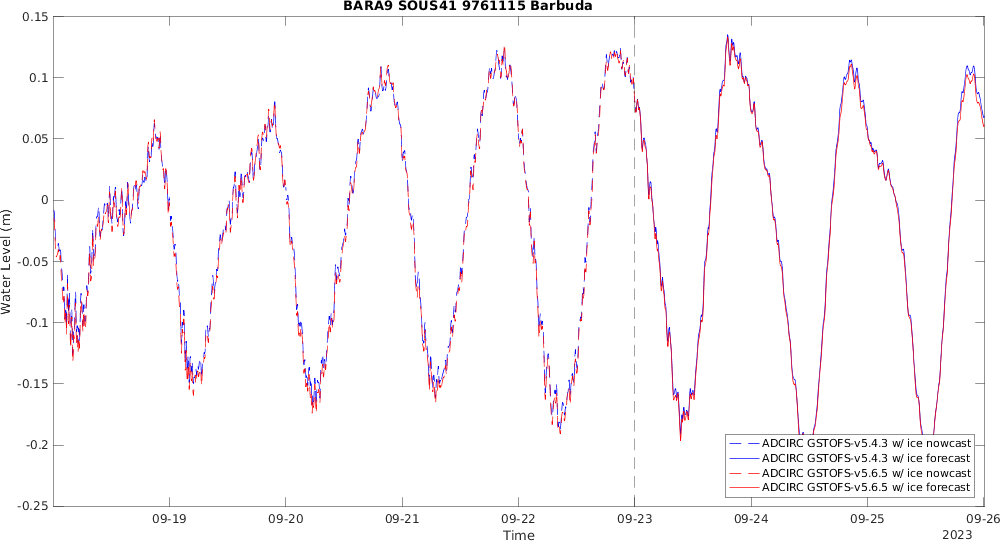 BARA9 SOUS41 9761115 Barbuda
0.15
0.1
0.05
0
-0.05
-0.1
-0.15
-0.2
-0.25
Water Level (m)
ADCIRC GSTOFS-v5.4.3 w/ ice nowcast
ADCIRC GSTOFS-v5.4.3 w/ ice forecast
ADCIRC GSTOFS-v5.6.5 w/ ice nowcast
ADCIRC GSTOFS-v5.6.5 w/ ice forecast
09-19 09-20 09-21 09-22 09-23 09-24 09-25 09-26
Time
2023